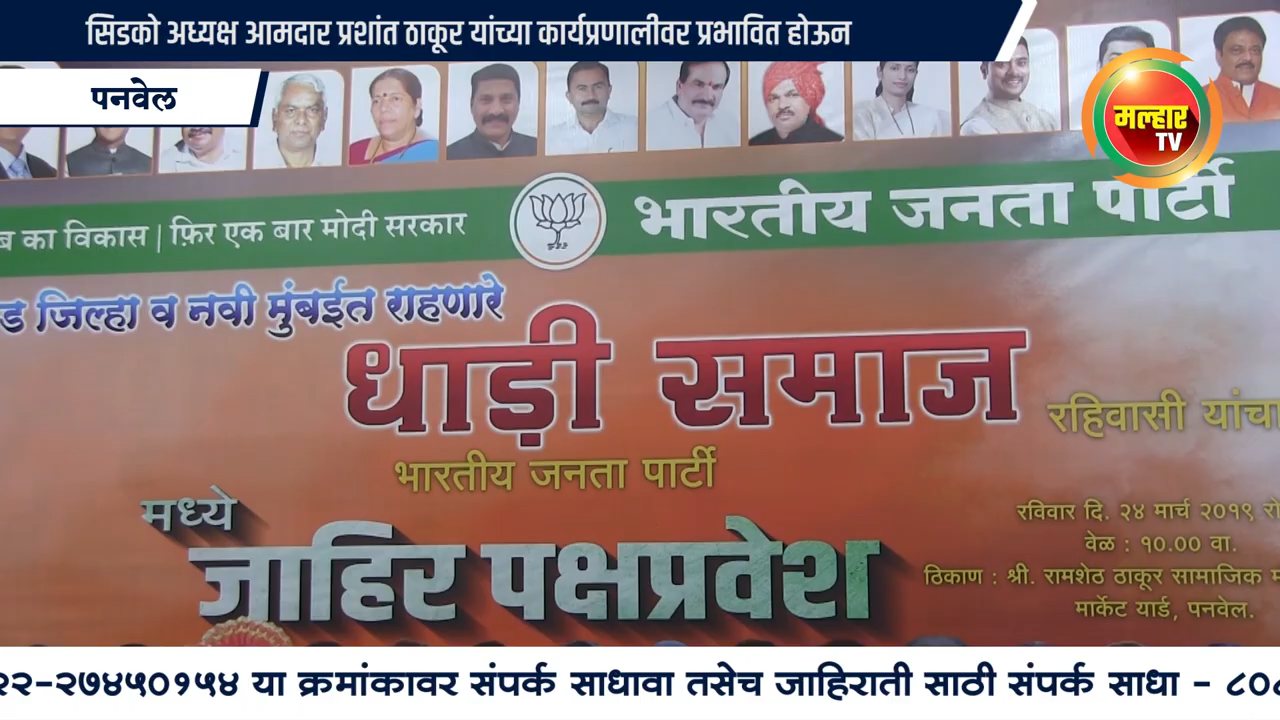 सिडको अध्यक्ष आमदार प्रशांत ठाकूर यांच्या कार्यप्रणालीवर प्रभावित होऊन
पनवेल
मल्हार
TV
का विकास | फ़िर एक बार मोदी सरकार
भारतीय जनता पार्टी
जिल्हा व नवी मुंबईत राहणारे
धाड़ी समाज
रहिवासी
भारतीय जनता पार्टी
मध्ये
जाहिर पक्षप्रवेश
रविवार दि. २४ मार्च २०१९
वेळ : १०.०० वा.
ठिकाण : श्री. रामशेठ ठाकूर सामाजिक
मार्केट यार्ड, पनवेल.
२२-२७४५०१५४ या क्रमांकावर संपर्क साधावा तसेच जाहिराती साठी संपर्क साधा -